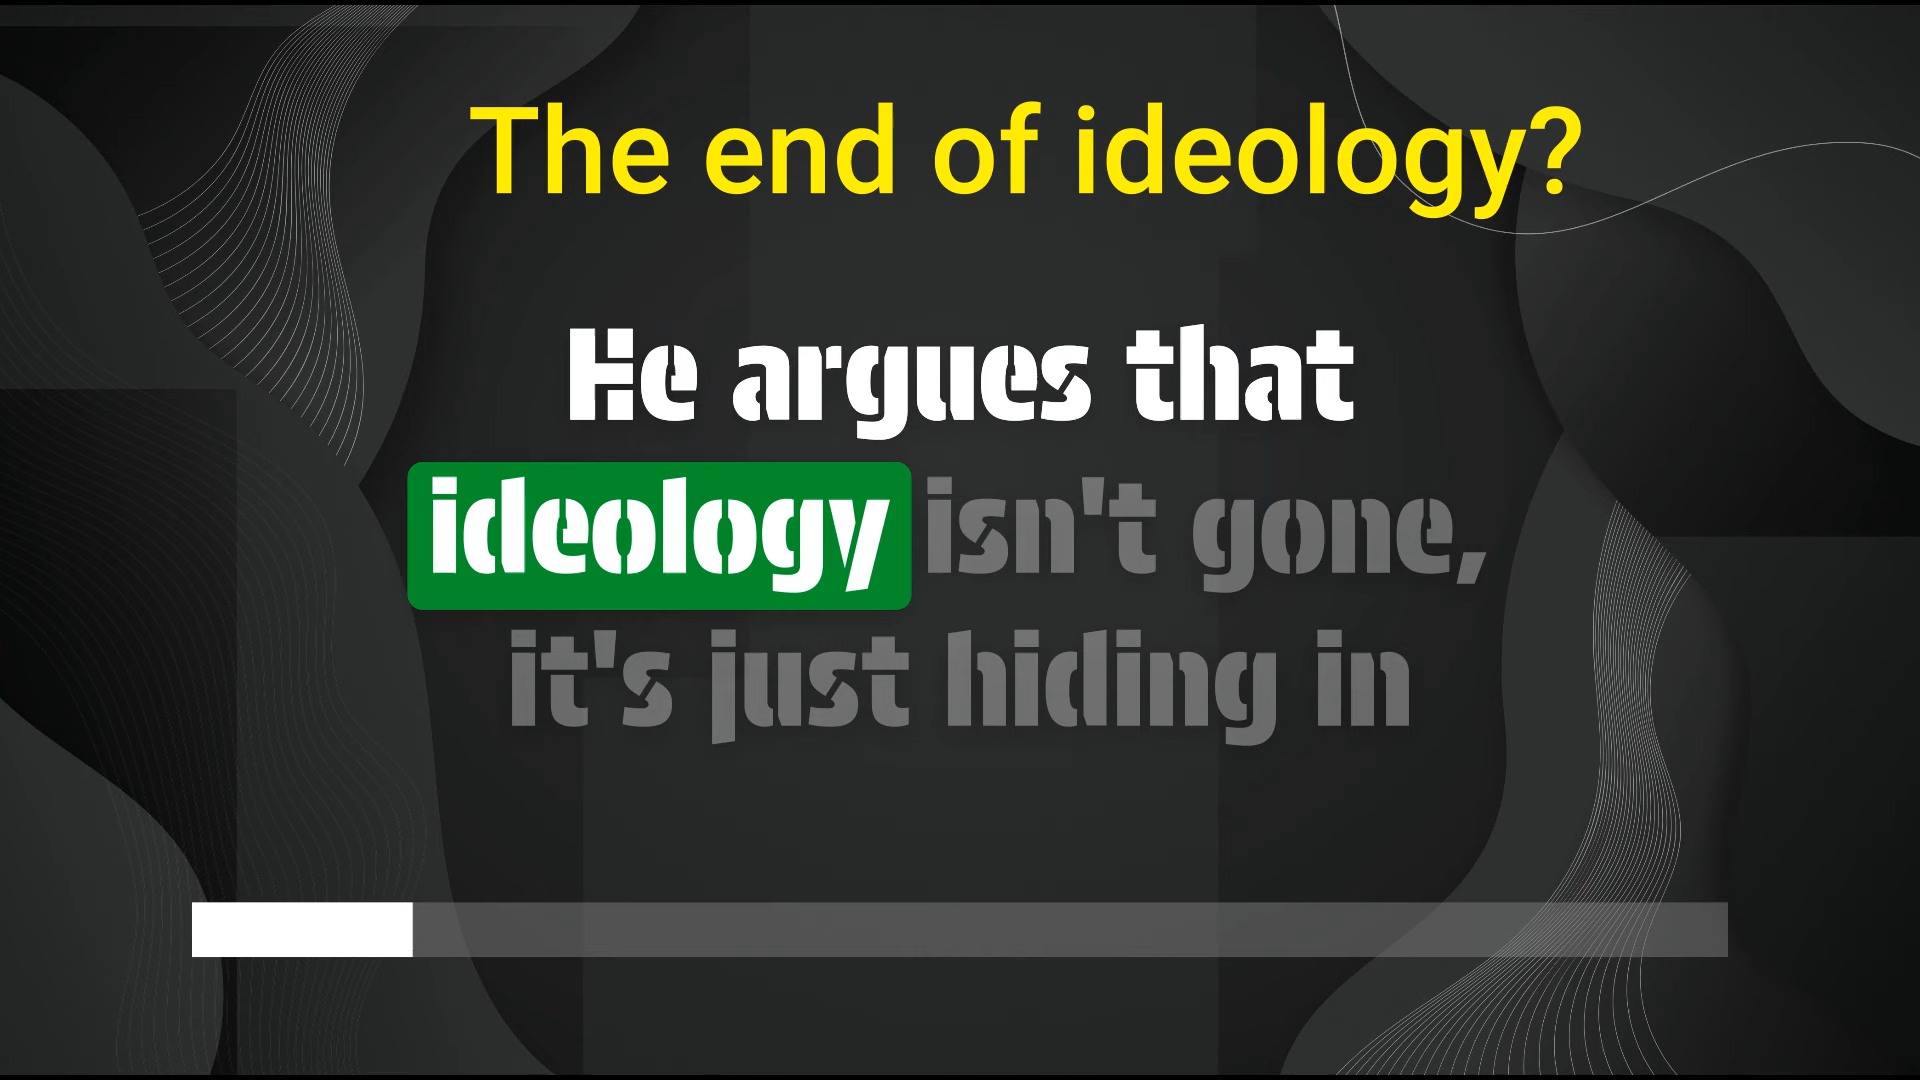 The end of ideology?
He argues that
ideology isn't gone,
it's just hiding in